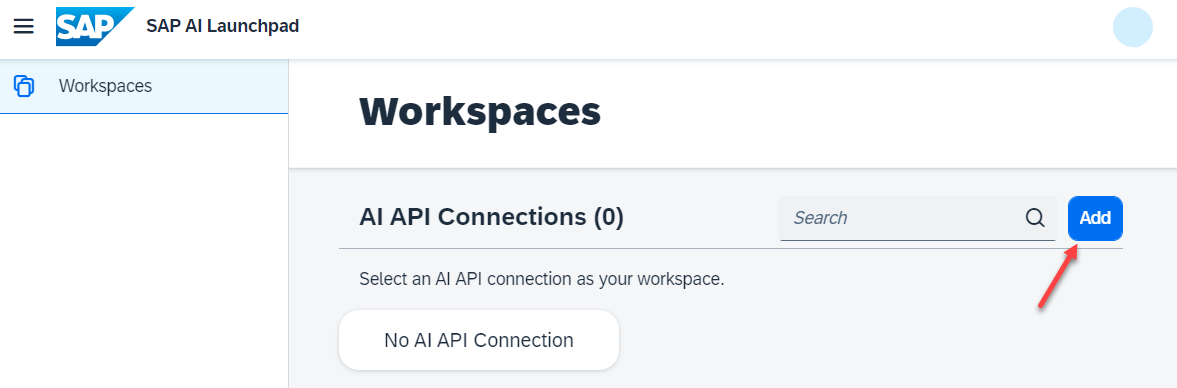 SAP SAP AI Launchpad
Workspaces
Workspaces
AI API Connections (0)
Search
Add
Select an AI API connection as your workspace.
No AI API Connection